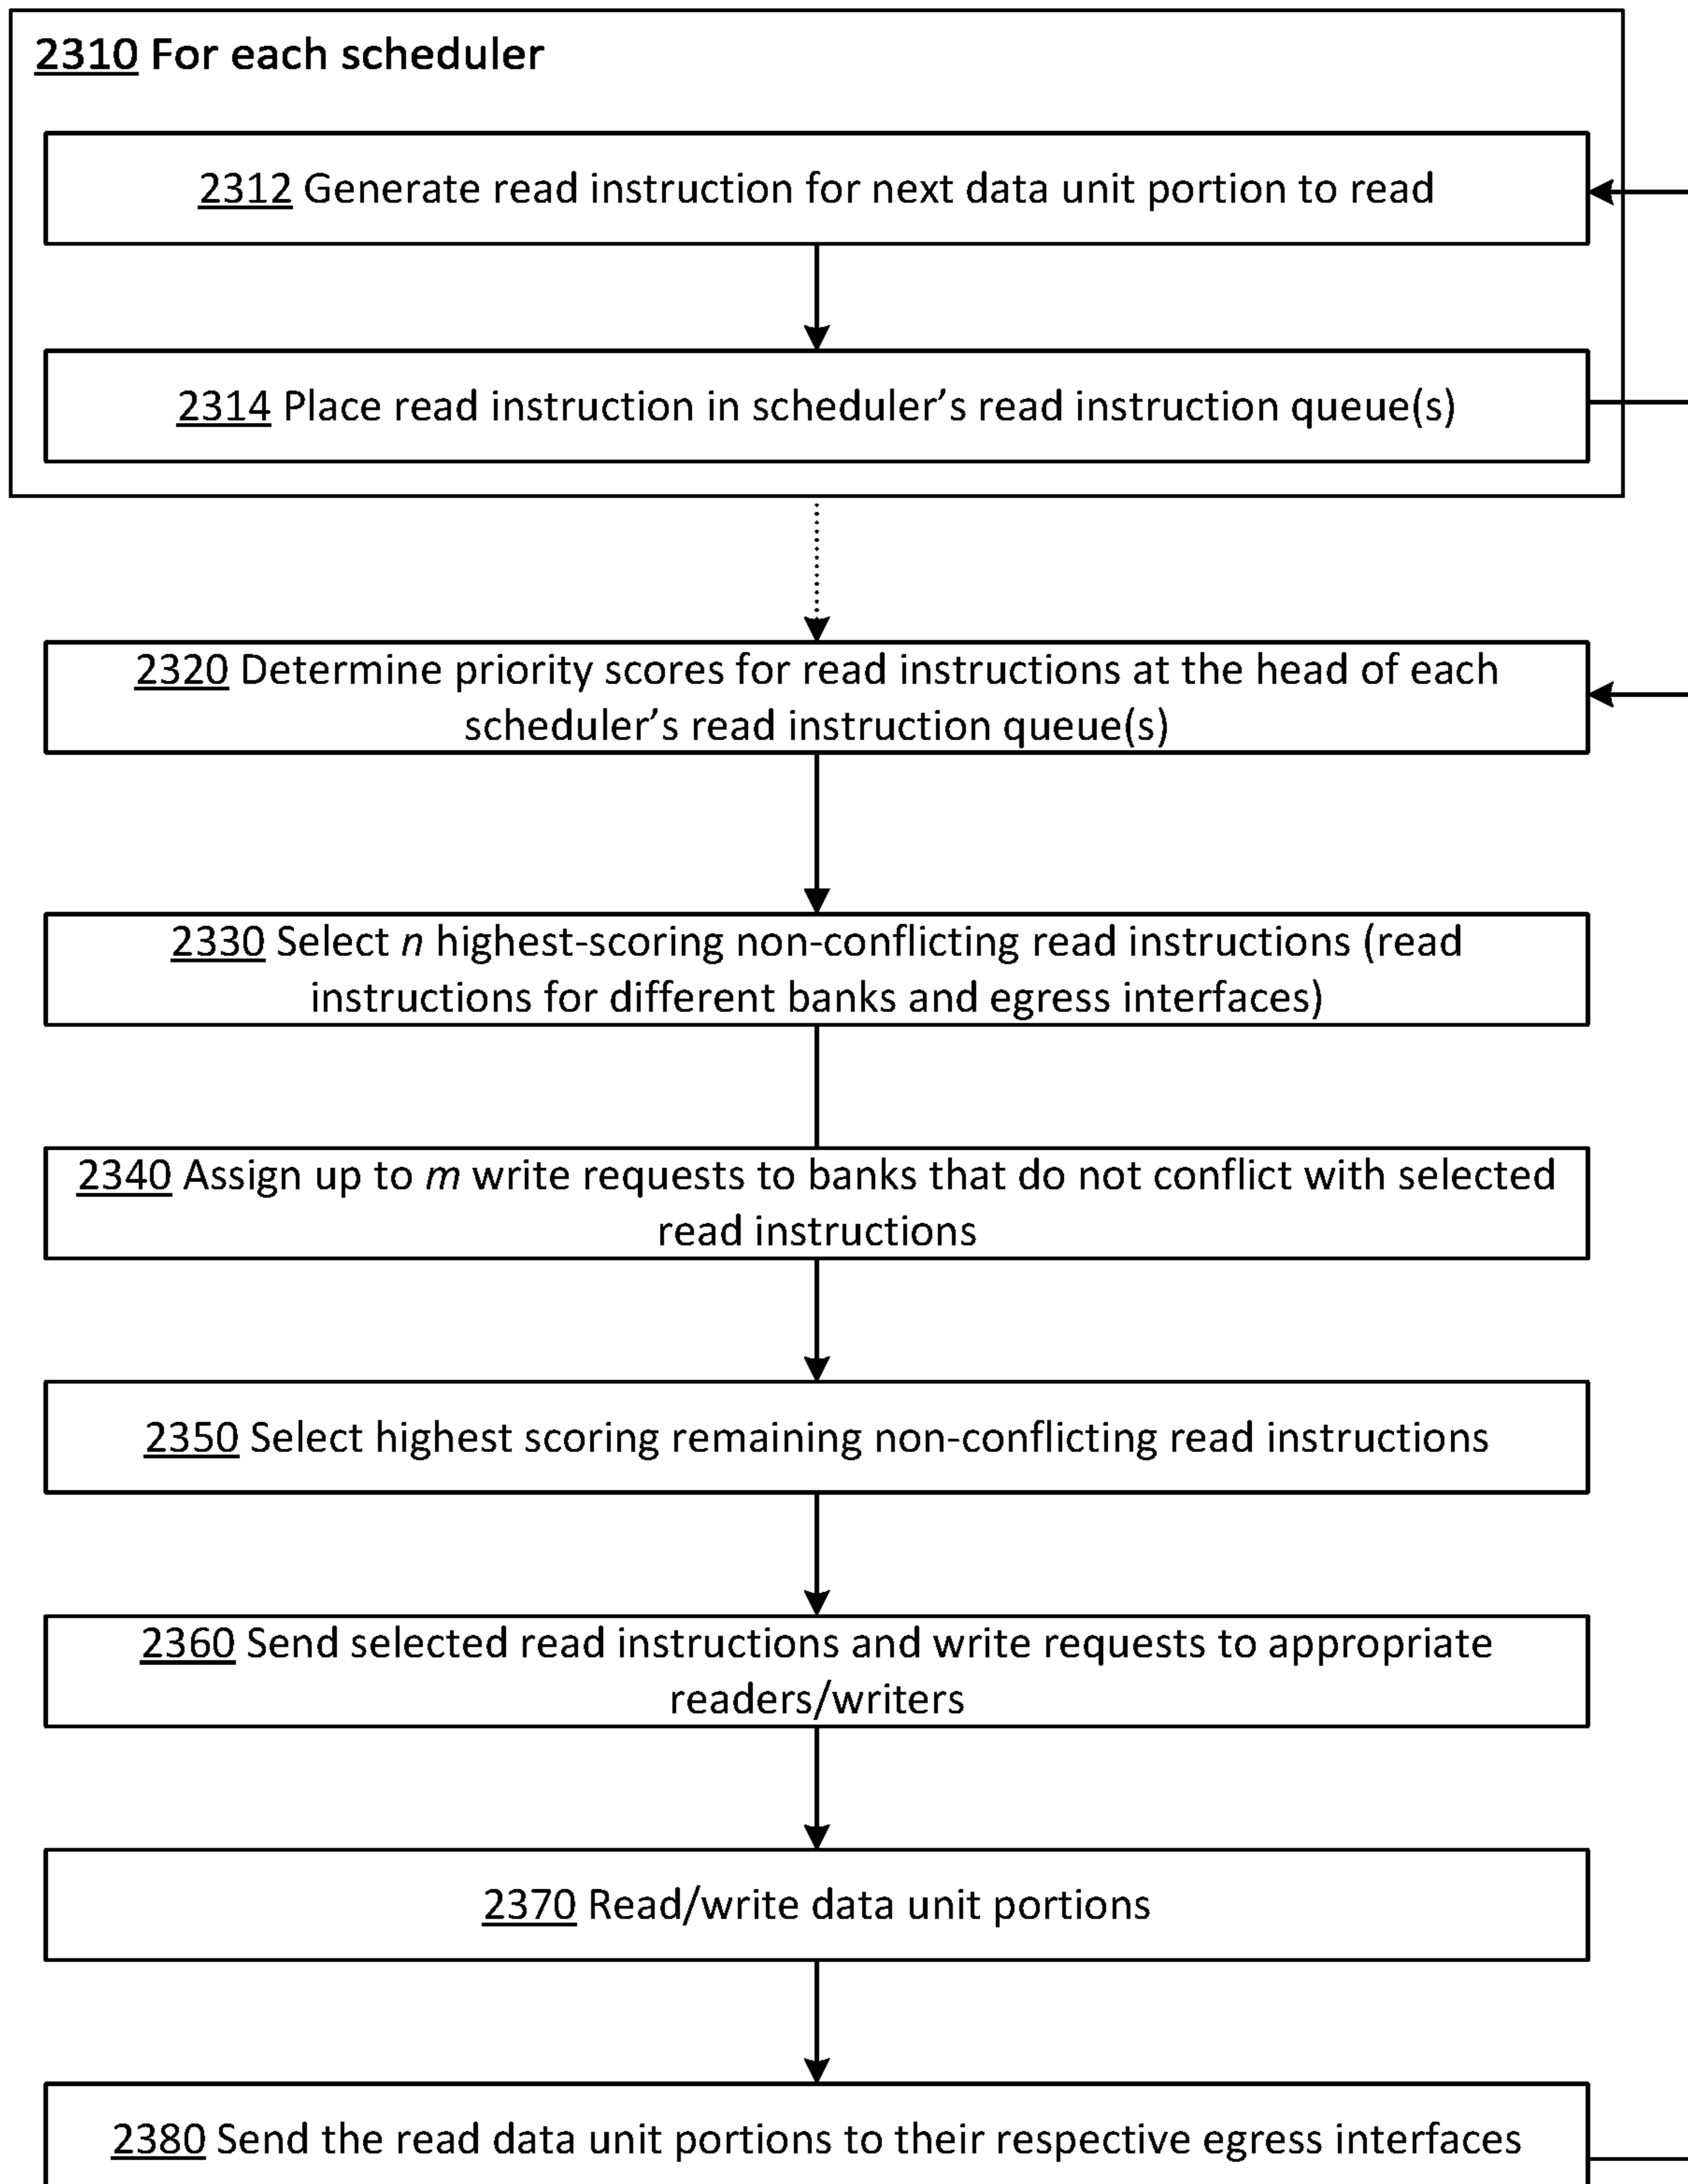 2310 For each scheduler
2312 Generate read instruction for next data unit portion to read
2314 Place read instruction in scheduler’s read instruction queue(s)
2320 Determine priority scores for read instructions at the head of each
scheduler’s read instruction queue(s)
2330 Select n highest-scoring non-conflicting read instructions (read
instructions for different banks and egress interfaces)
2340 Assign up to m write requests to banks that do not conflict with selected
read instructions
2350 Select highest scoring remaining non-conflicting read instructions
2360 Send selected read instructions and write requests to appropriate
readers/writers
2370 Read/write data unit portions
2380 Send the read data unit portions to their respective egress interfaces